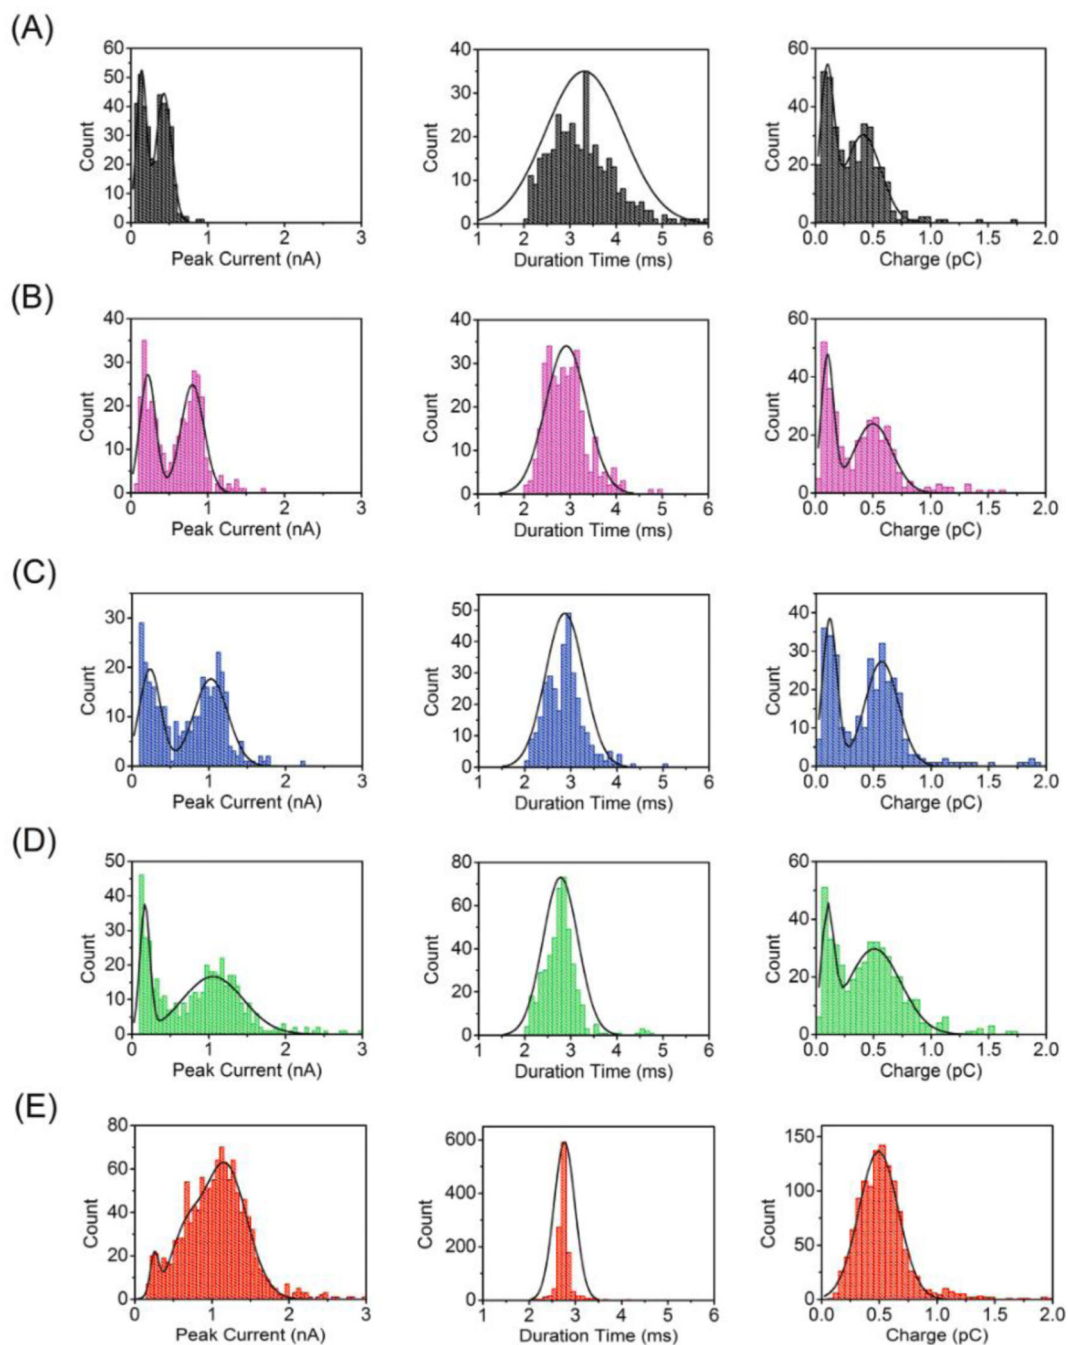 (A)
60
50
40
30
20
10
0
Count
0 1 2 3
Peak Current (nA)
40
30
20
10
0
Count
1 2 3 4 5 6
Duration Time (ms)
60
40
20
0
Count
0.0 0.5 1.0 1.5 2.0
Charge (pC)
(B)
40
30
20
10
0
Count
0 1 2 3
Peak Current (nA)
40
30
20
10
0
Count
1 2 3 4 5 6
Duration Time (ms)
60
40
20
0
Count
0.0 0.5 1.0 1.5 2.0
Charge (pC)
(C)
30
20
10
0
Count
0 1 2 3
Peak Current (nA)
50
40
30
20
10
0
Count
1 2 3 4 5 6
Duration Time (ms)
40
30
20
10
0
Count
0.0 0.5 1.0 1.5 2.0
Charge (pC)
(D)
50
40
30
20
10
0
Count
0 1 2 3
Peak Current (nA)
80
60
40
20
0
Count
1 2 3 4 5 6
Duration Time (ms)
60
40
20
0
Count
0.0 0.5 1.0 1.5 2.0
Charge (pC)
(E)
80
60
40
20
0
Count
0 1 2 3
Peak Current (nA)
600
400
200
0
Count
1 2 3 4 5 6
Duration Time (ms)
150
100
50
0
Count
0.0 0.5 1.0 1.5 2.0
Charge (pC)